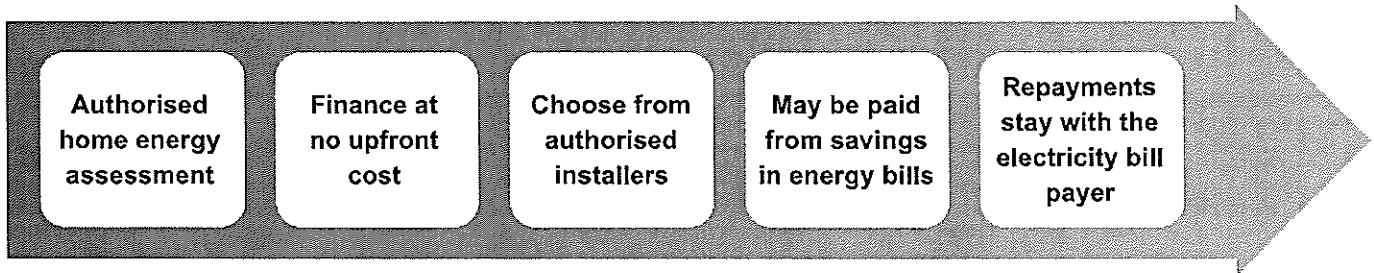 Authorised
home energy
assessment
Finance at
no upfront
cost
Choose from
authorised
installers
May be paid
from savings
in energy bills
Repayments
stay with the
electricity bill
payer